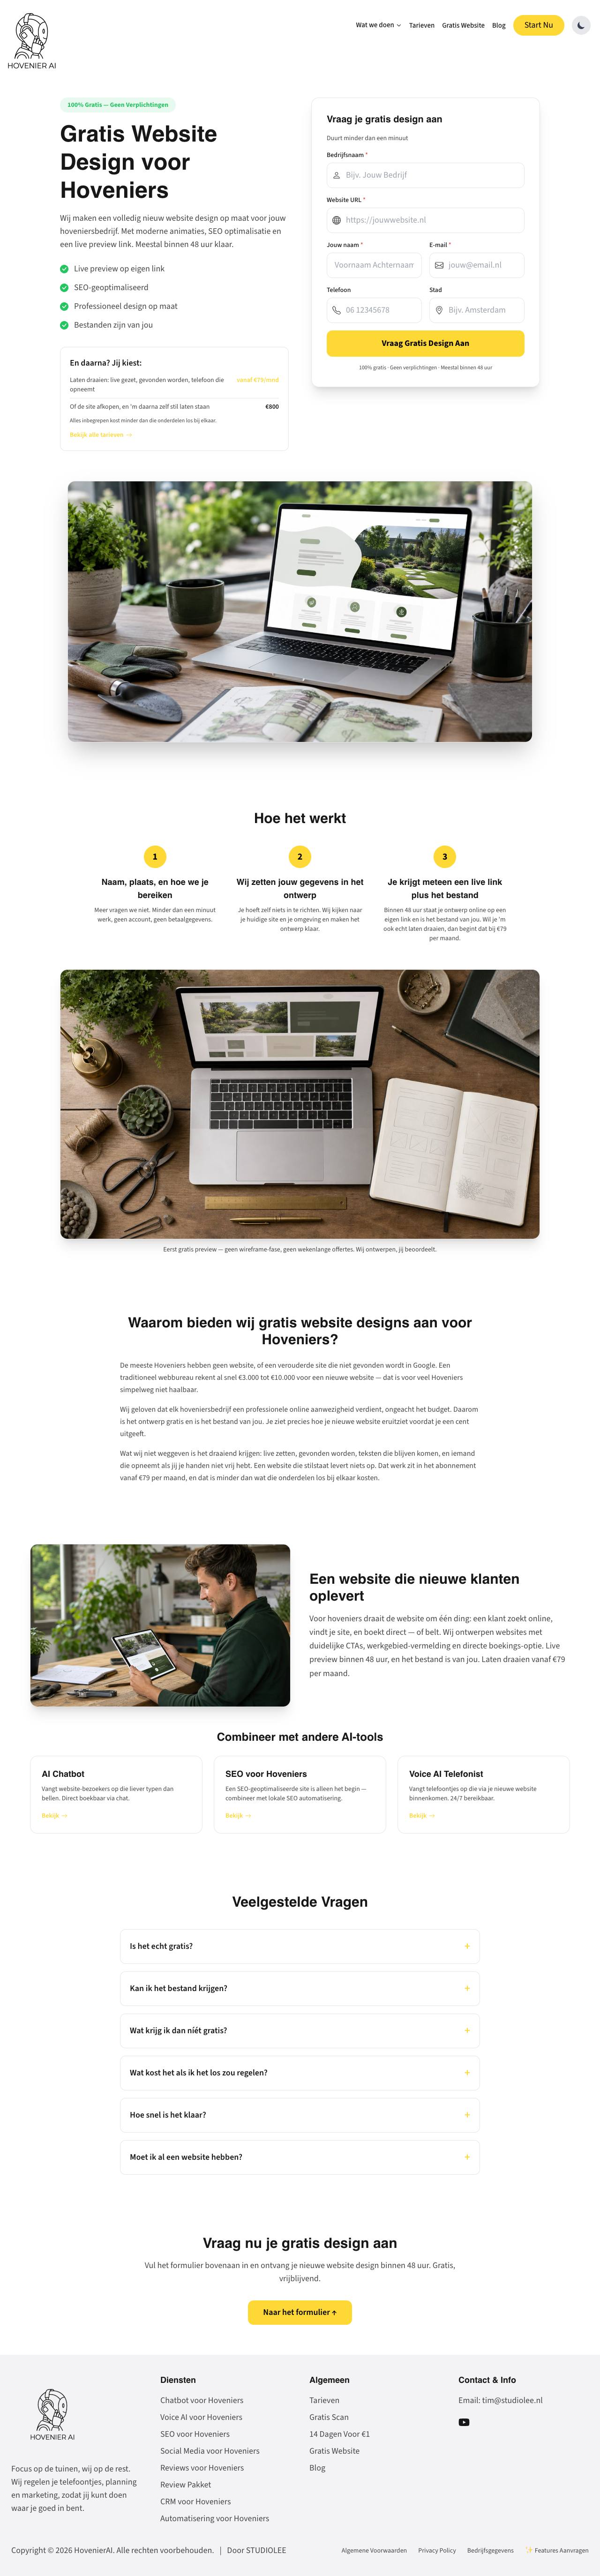 HOVENIER AI
Wat we doen
Tarieven
Gratis Website
Blog
Start Nu
100% Gratis — Geen Verplichtingen
Gratis Website
Design voor
Hoveniers
Wij maken een volledig nieuw website design op maat voor jouw
hoveniersbedrijf. Met moderne animaties, SEO optimalisatie en
een live preview link. Meestal binnen 48 uur klaar.
Live preview op eigen link
SEO-geoptimaliseerd
Professioneel design op maat
Bestanden zijn van jou
En daarna? Jij kiest:
Laten draaien: live gezet, gevonden worden, telefoon die
opneemt
vanaf €79/mnd
Of de site afkopen, en 'm daarna zelf stil laten staan
€800
Alles inbegrepen kost minder dan die onderdelen los bij elkaar.
Bekijk alle tarieven →
Vraag je gratis design aan
Duurt minder dan een minuut
Bedrijfsnaam *
Bijv. Jouw Bedrijf
Website URL *
https://jouwwebsite.nl
Jouw naam *
E-mail *
Voornaam Achternaam
jouw@email.nl
Telefoon
Stad
06 12345678
Bijv. Amsterdam
Vraag Gratis Design Aan
100% gratis · Geen verplichtingen · Meestal binnen 48 uur
Hoe het werkt
1
Naam, plaats, en hoe we je
bereiken
Meer vragen we niet. Minder dan een minuut
werk, geen account, geen betaalgegevens.
2
Wij zetten jouw gegevens in het
ontwerp
Je hoeft zelf niets in te richten. Wij kijken naar
je huidige site en je omgeving en maken het
ontwerp klaar.
3
Je krijgt meteen een live link
plus het bestand
Binnen 48 uur staat je ontwerp online op een
eigen link en is het bestand van jou. Wil je 'm
ook echt laten draaien, dan begint dat bij €79
per maand.
Eerst gratis preview — geen wireframe-fase, geen wekenlange offertes. Wij ontwerpen, jij beoordeelt.
Waarom bieden wij gratis website designs aan voor
Hoveniers?
De meeste Hoveniers hebben geen website, of een verouderde site die niet gevonden wordt in Google. Een
traditioneel webbureau rekent al snel €3.000 tot €10.000 voor een nieuwe website — dat is voor veel Hoveniers
simpelweg niet haalbaar.
Wij geloven dat elk hoveniersbedrijf een professionele online aanwezigheid verdient, ongeacht het budget. Daarom
is het ontwerp gratis en is het bestand van jou. Je ziet precies hoe je nieuwe website eruitziet voordat je een cent
uitgeeft.
Wat wij niet weggeven is het draaiend krijgen: live zetten, gevonden worden, teksten die blijven komen, en iemand
die opneemt als jij je handen niet vrij hebt. Een website die stilstaat levert niets op. Dat werk zit in het abonnement
vanaf €79 per maand, en dat is minder dan wat die onderdelen los bij elkaar kosten.
Een website die nieuwe klanten
oplevert
Voor hoveniers draait de website om één ding: een klant zoekt online,
vindt je site, en boekt direct — of belt. Wij ontwerpen websites met
duidelijke CTAs, werkgebied-vermelding en directe boekings-optie. Live
preview binnen 48 uur, en het bestand is van jou. Laten draaien vanaf €79
per maand.
Combineer met andere AI-tools
AI Chatbot
Vangt website-bezoekers op die liever typen dan
bellen. Direct boekbaar via chat.
Bekijk →
SEO voor Hoveniers
Een SEO-geoptimaliseerde site is alleen het begin —
combineer met lokale SEO automatisering.
Bekijk →
Voice AI Telefonist
Vangt telefoontjes op die via je nieuwe website
binnenkomen. 24/7 bereikbaar.
Bekijk →
Veelgestelde Vragen
Is het echt gratis? +
Kan ik het bestand krijgen? +
Wat krijg ik dan níét gratis? +
Wat kost het als ik het los zou regelen? +
Hoe snel is het klaar? +
Moet ik al een website hebben? +
Vraag nu je gratis design aan
Vul het formulier bovenaan in en ontvang je nieuwe website design binnen 48 uur. Gratis,
vrijblijvend.
Naar het formulier ↑
HOVENIER AI
Focus op de tuinen, wij op de rest.
Wij regelen je telefoontjes, planning
en marketing, zodat jij kunt doen
waar je goed in bent.
Diensten
Chatbot voor Hoveniers
Voice AI voor Hoveniers
SEO voor Hoveniers
Social Media voor Hoveniers
Reviews voor Hoveniers
Review Pakket
CRM voor Hoveniers
Automatisering voor Hoveniers
Algemeen
Tarieven
Gratis Scan
14 Dagen Voor €1
Gratis Website
Blog
Contact & Info
Email: tim@studiolee.nl
Copyright © 2026 HovenierAI. Alle rechten voorbehouden. | Door STUDIOLEE
Algemene Voorwaarden
Privacy Policy
Bedrijfsgegevens
✨ Features Aanvragen